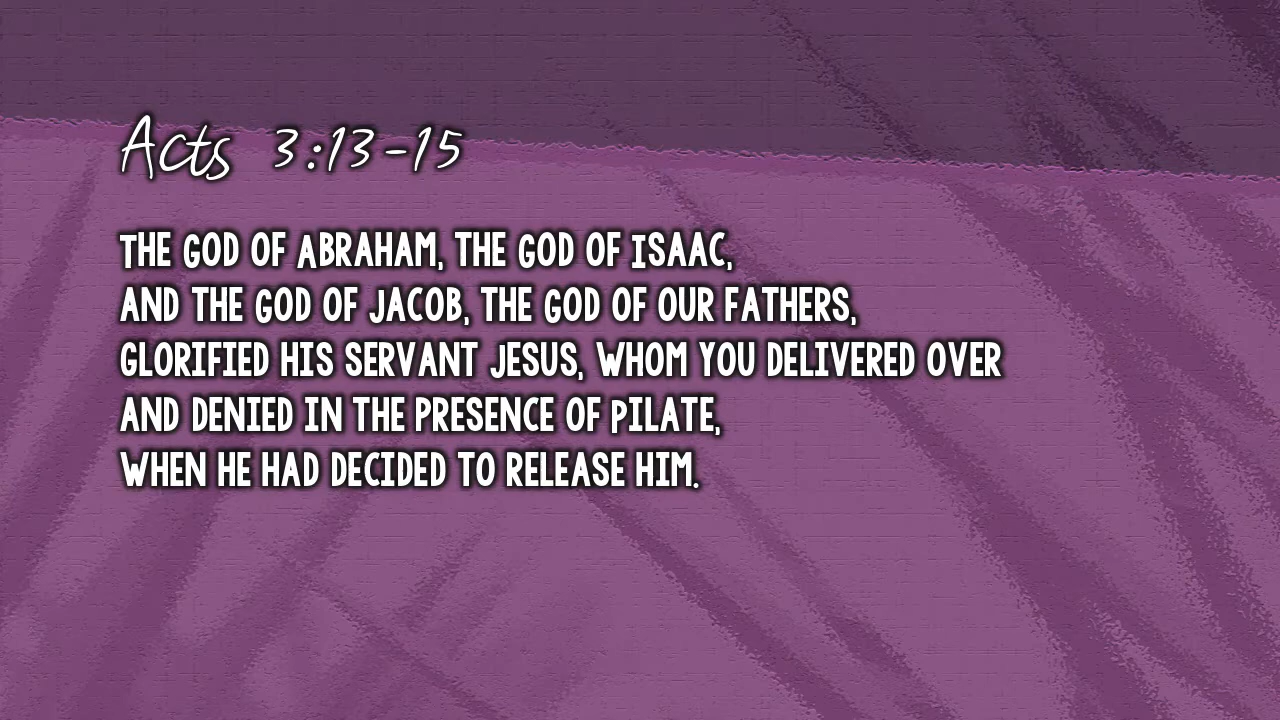 Acts 3:13-15
THE GOD OF ABRAHAM, THE GOD OF ISAAC,
AND THE GOD OF JACOB, THE GOD OF OUR FATHERS,
GLORIFIED HIS SERVANT JESUS, WHOM YOU DELIVERED OVER
AND DENIED IN THE PRESENCE OF PILATE,
WHEN HE HAD DECIDED TO RELEASE HIM.